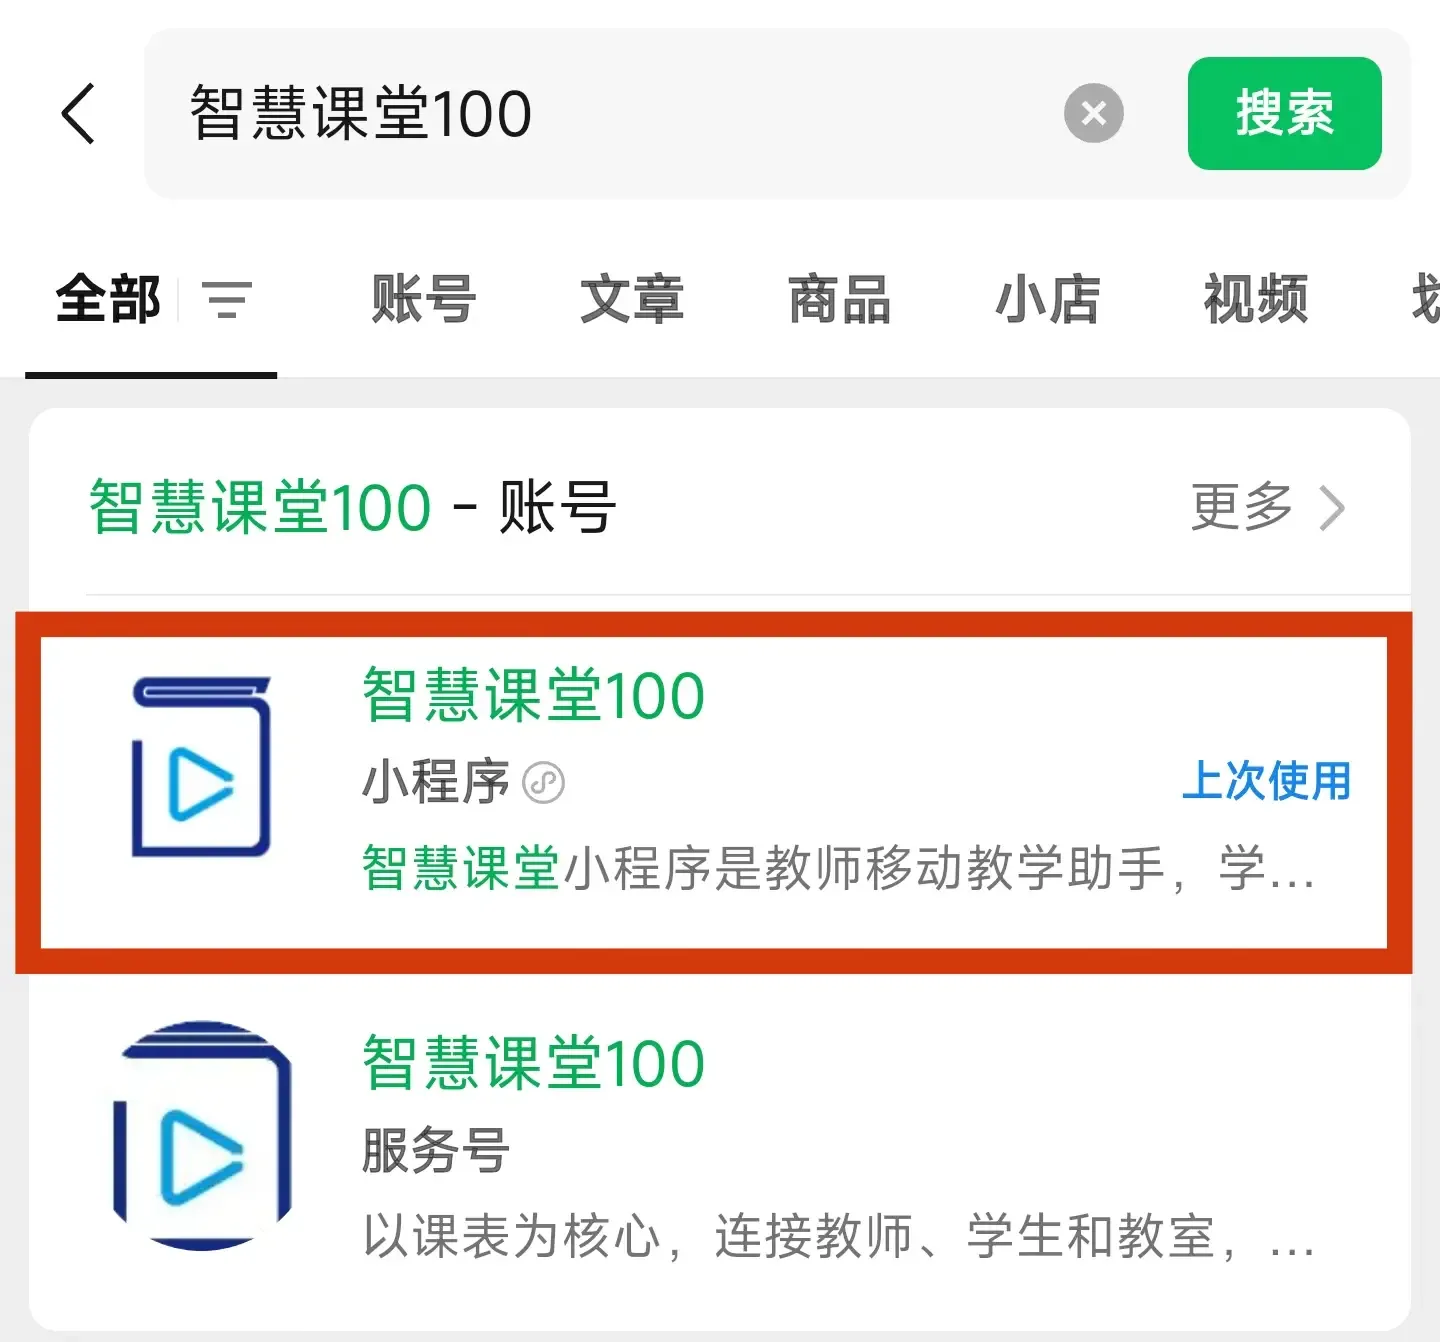 智慧课堂100
搜索
全部 账号 文章 商品 小店 视频
智慧课堂100 - 账号 更多
智慧课堂100
小程序
上次使用
智慧课堂小程序是教师移动教学助手，学...
智慧课堂100
服务号
以课表为核心，连接教师、学生和教室，...